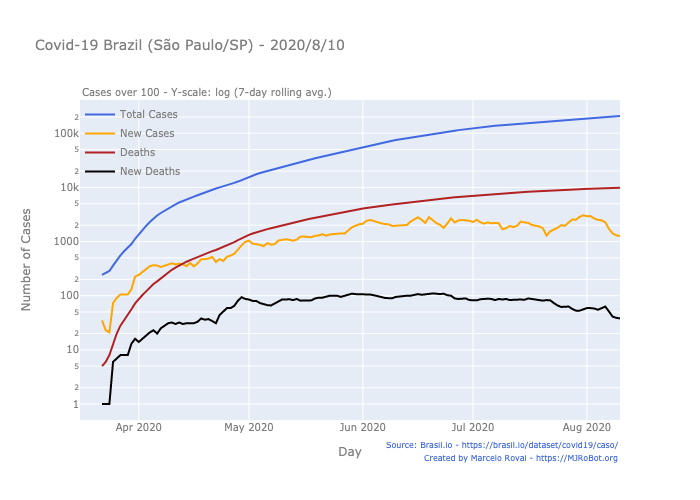 Covid-19 Brazil (São Paulo/SP) - 2020/8/10
Cases over 100 - Y-scale: log (7-day rolling avg.)
Total Cases
New Cases
Deaths
New Deaths
2
100k
5
2
10k
5
2
1000
5
2
100
5
2
10
5
2
1
Number of Cases
Apr 2020
May 2020
Jun 2020
Jul 2020
Aug 2020
Day
Source: Brasil.io - https://brasil.io/dataset/covid19/caso/
Created by Marcelo Rovai - https://MJRoBot.org